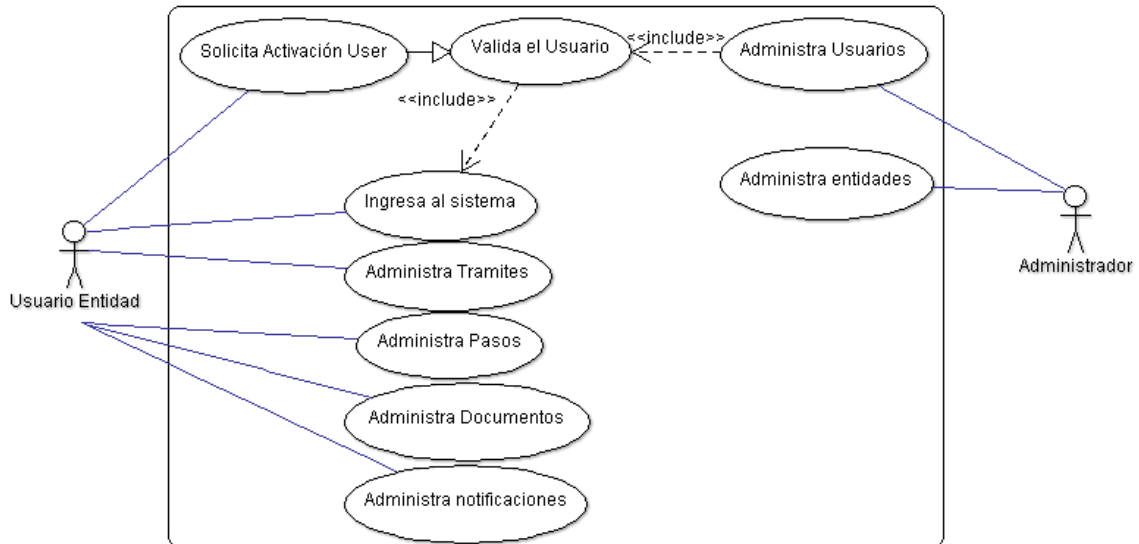 Solicita Activación User
Valida el Usuario
<<include>>
Administra Usuarios
<<include>>
Administra entidades
Ingresa al sistema
Administra Tramites
Usuario Entidad
Administrador
Administra Pasos
Administra Documentos
Administra notificaciones